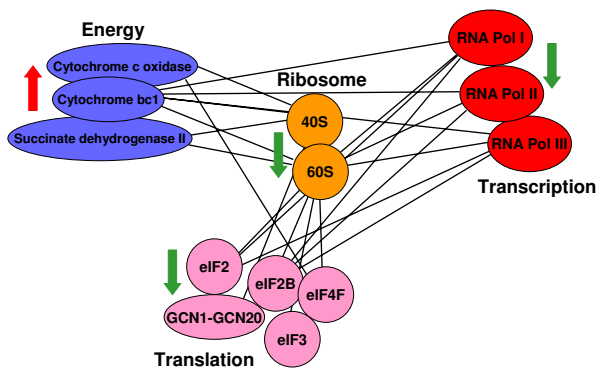 Energy
Cytochrome c oxidase
Cytochrome bc1
Succinate dehydrogenase II
Ribosome
40S
60S
RNA Pol I
RNA Pol II
RNA Pol III
Transcription
eIF2
eIF2B
eIF4F
GCN1-GCN20
eIF3
Translation